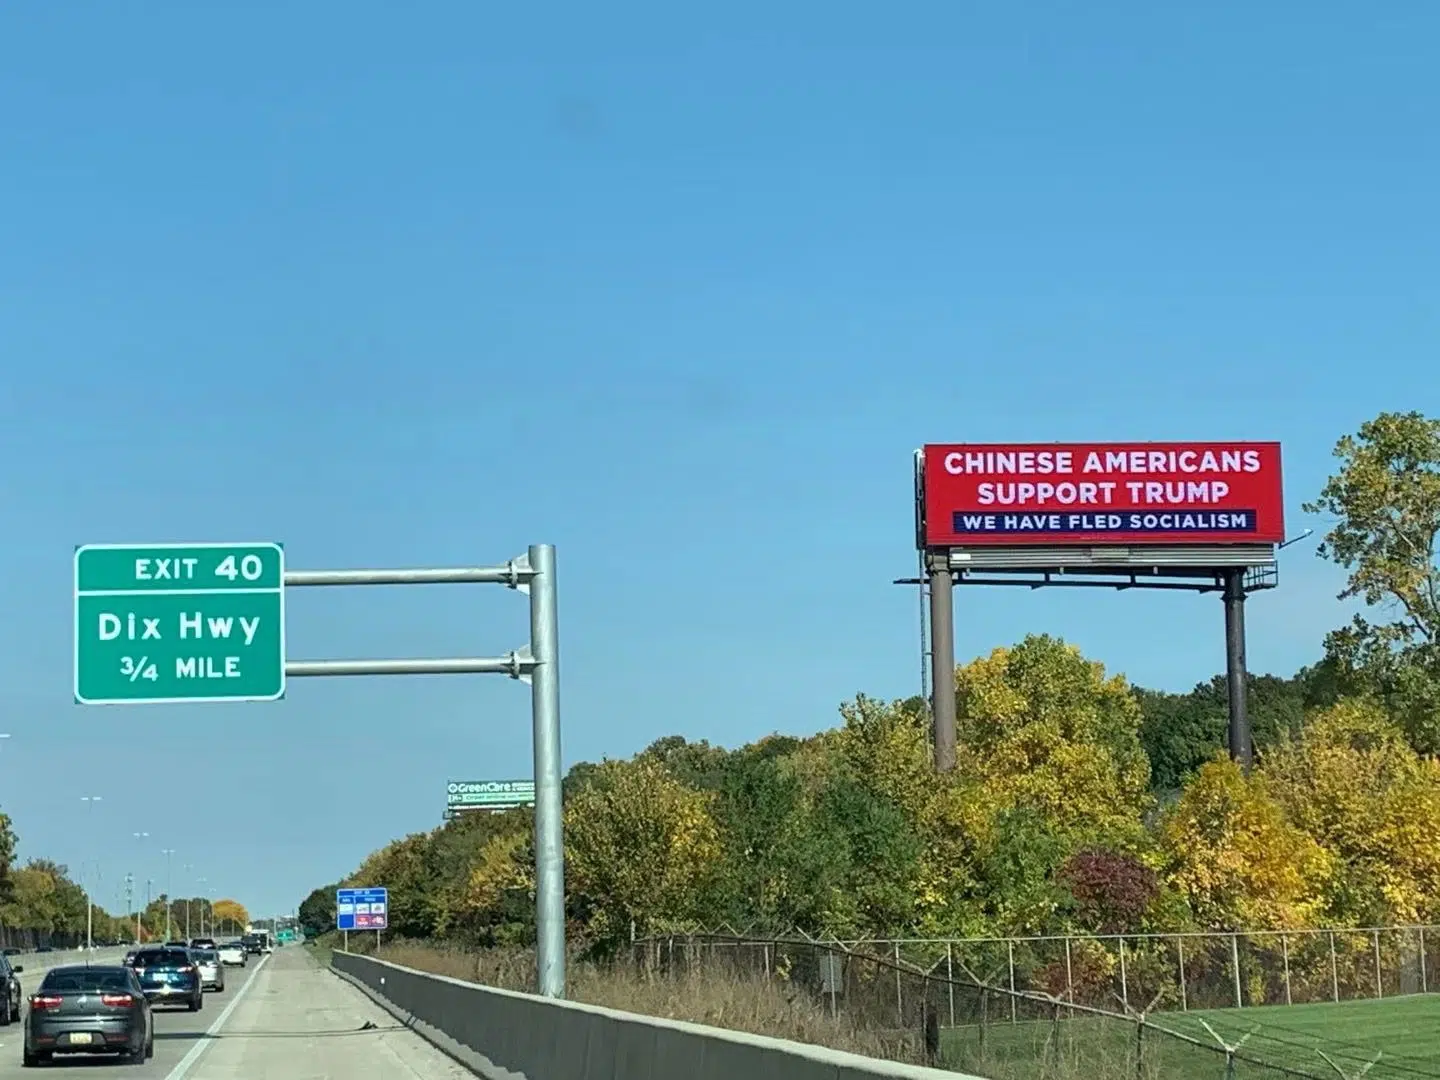 CHINESE AMERICANS
SUPPORT TRUMP
WE HAVE FLED SOCIALISM
EXIT 40
Dix Hwy
3/4 MILE
GreenCare